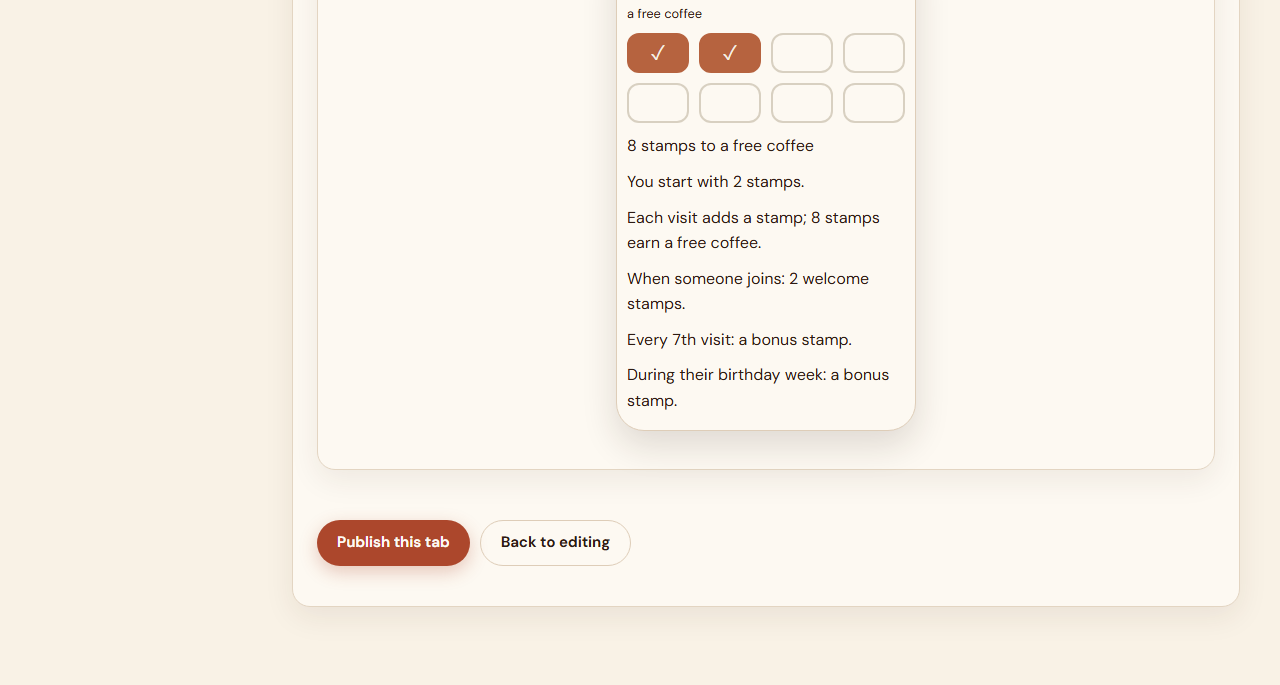 a free coffee
✓ ✓
8 stamps to a free coffee
You start with 2 stamps.
Each visit adds a stamp; 8 stamps
earn a free coffee.
When someone joins: 2 welcome
stamps.
Every 7th visit: a bonus stamp.
During their birthday week: a bonus
stamp.
Publish this tab
Back to editing